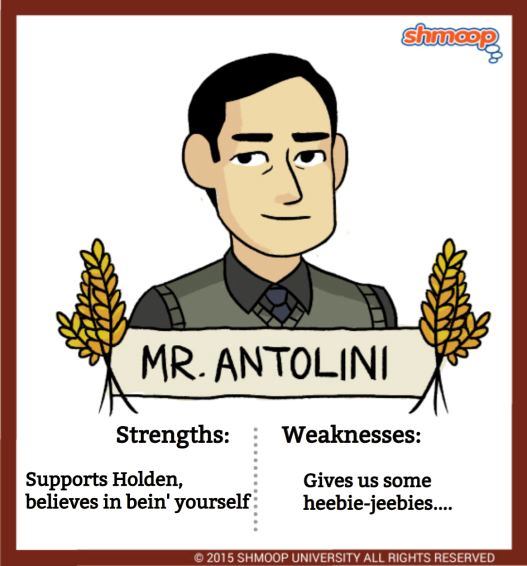 shmoop
MR. ANTOLINI
Strengths:
Weaknesses:
Supports Holden,
believes in bein' yourself
Gives us some
heebie-jeebies....
© 2015 SHMOOP UNIVERSITY ALL RIGHTS RESERVED